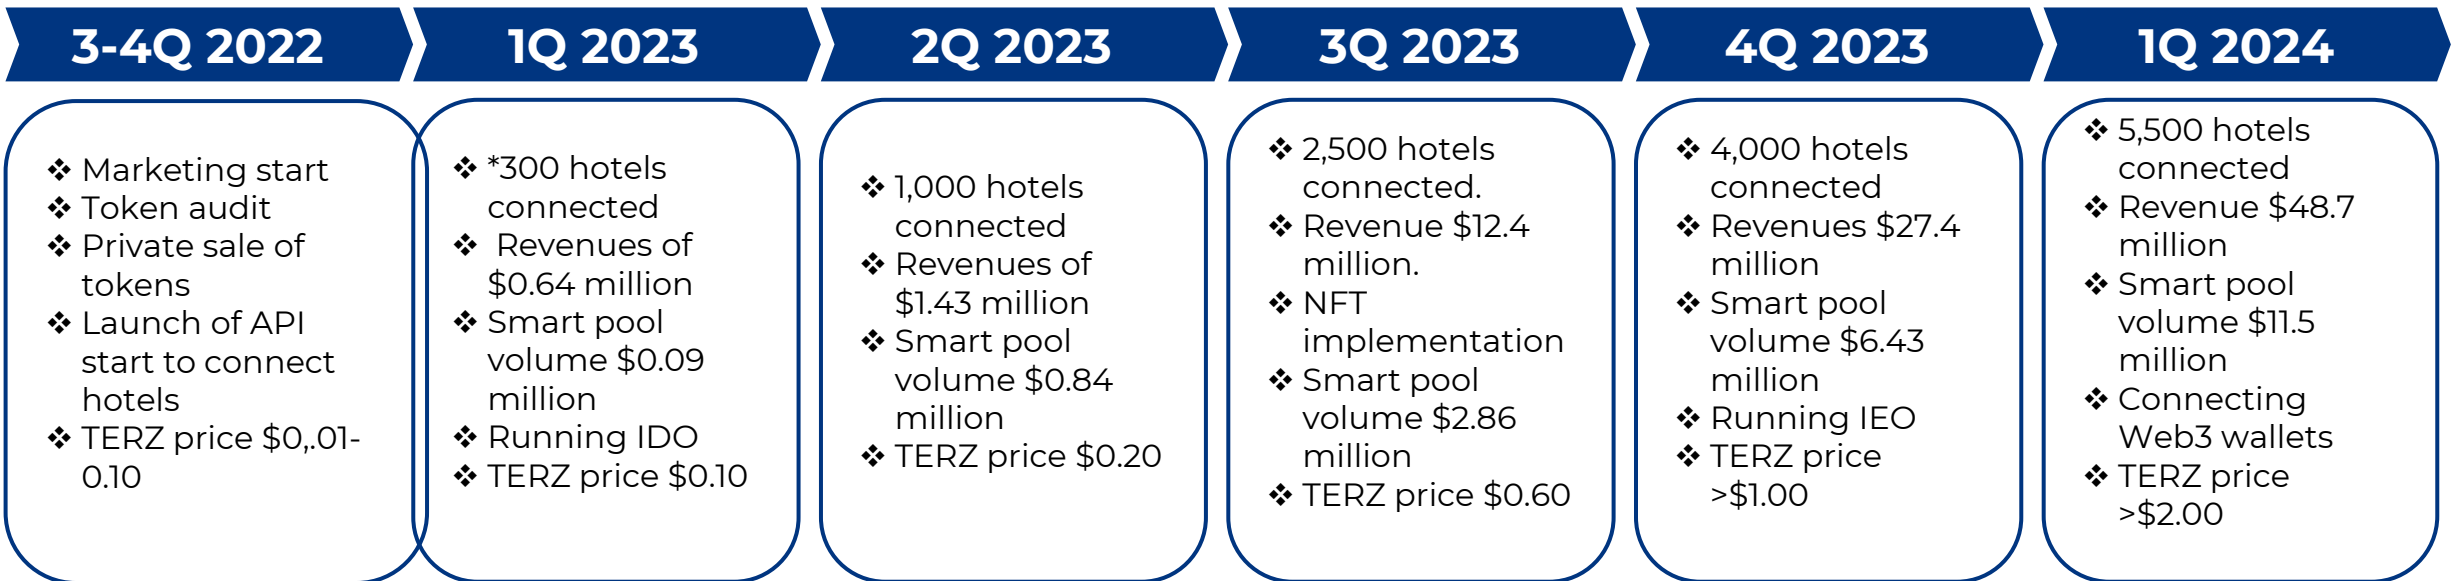 3-4Q 2022
1Q 2023
2Q 2023
3Q 2023
4Q 2023
1Q 2024
❖ Marketing start
❖ Token audit
❖ Private sale of
tokens
❖ Launch of API
start to connect
hotels
❖ TERZ price $0,.01-
0.10
❖ *300 hotels
connected
❖ Revenues of
$0.64 million
❖ Smart pool
volume $0.09
million
❖ Running IDO
❖ TERZ price $0.10
❖ 1,000 hotels
connected
❖ Revenues of
$1.43 million
❖ Smart pool
volume $0.84
million
❖ TERZ price $0.20
❖ 2,500 hotels
connected.
❖ Revenue $12.4
million.
❖ NFT
implementation
❖ Smart pool
volume $2.86
million
❖ TERZ price $0.60
❖ 4,000 hotels
connected
❖ Revenues $27.4
million
❖ Smart pool
volume $6.43
million
❖ Running IEO
❖ TERZ price
>$1.00
❖ 5,500 hotels
connected
❖ Revenue $48.7
million
❖ Smart pool
volume $11.5
million
❖ Connecting
Web3 wallets
❖ TERZ price
>$2.00